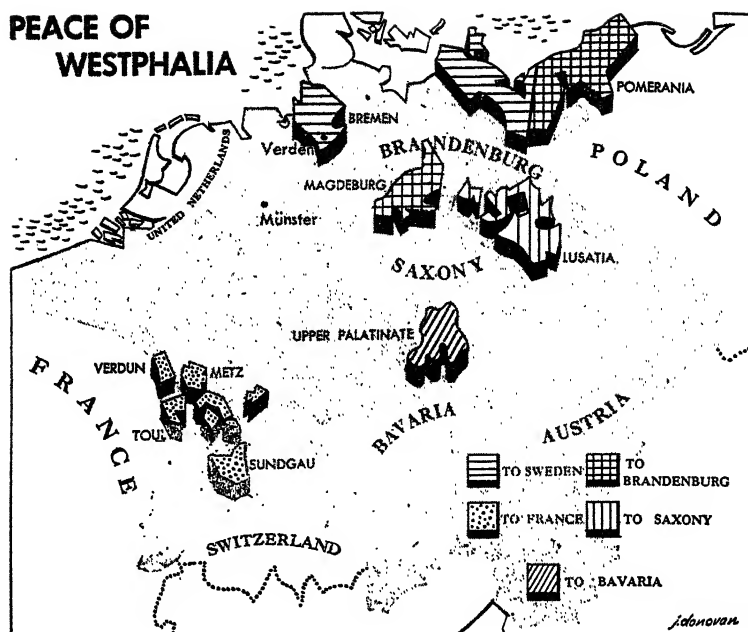 PEACE OF
WESTPHALIA
POMERANIA
BREMEN
Verden
BRANDENBURG
POLAND
MAGDEBURG
UNITED NETHERLANDS
Münster
LUSATIA
SAXONY
UPPER PALATINATE
VERDUN
METZ
FRANCE
TOUL
BAVARIA
AUSTRIA
SUNDGAU
TO SWEDEN
TO
BRANDENBURG
TO FRANCE
TO SAXONY
SWITZERLAND
TO BAVARIA
j.donovan